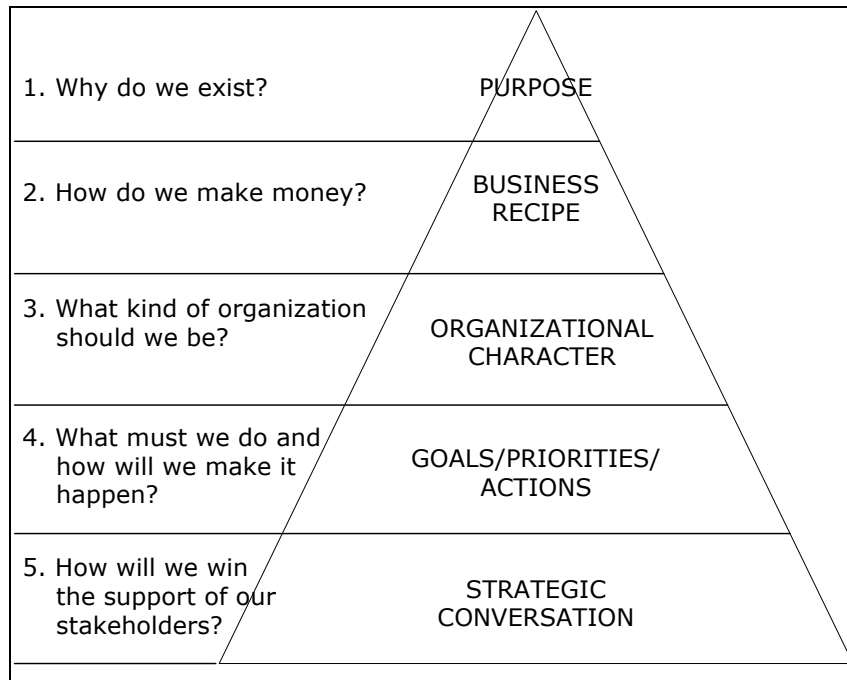 1. Why do we exist?
PURPOSE
2. How do we make money?
BUSINESS
RECIPE
3. What kind of organization
should we be?
ORGANIZATIONAL
CHARACTER
4. What must we do and
how will we make it
happen?
GOALS/PRIORITIES/
ACTIONS
5. How will we win
the support of our
stakeholders?
STRATEGIC
CONVERSATION